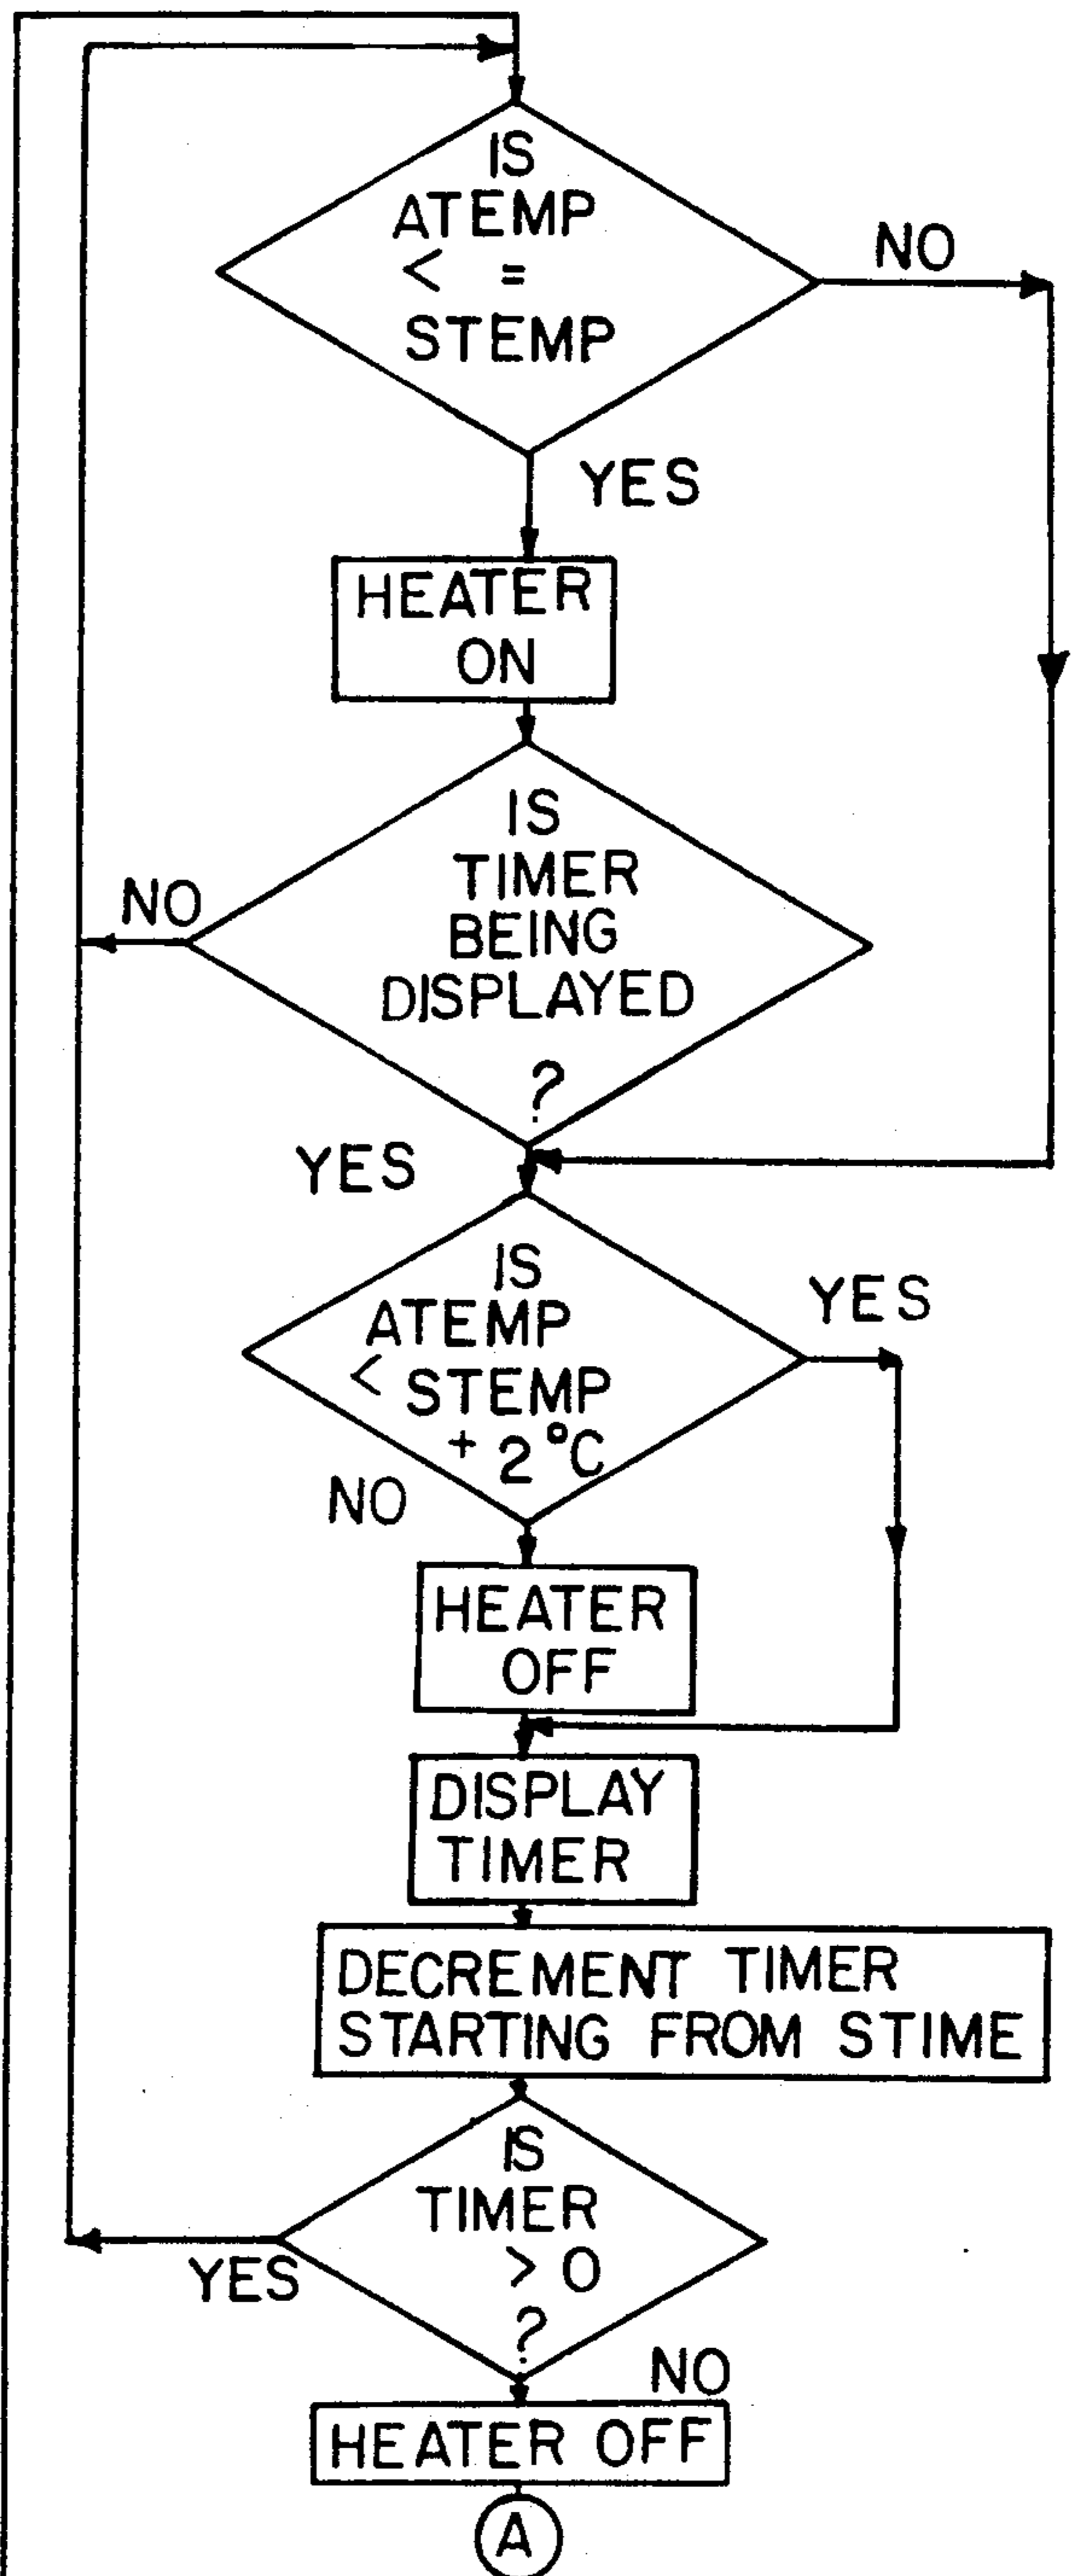 IS
ATEMP
< =
STEMP
NO
YES
HEATER
ON
IS
TIMER
BEING
DISPLAYED
?
NO
YES
IS
ATEMP
< STEMP
+ 2°C
YES
NO
HEATER
OFF
DISPLAY
TIMER
DECREMENT TIMER
STARTING FROM STIME
IS
TIMER
> 0
?
YES
NO
HEATER OFF
A